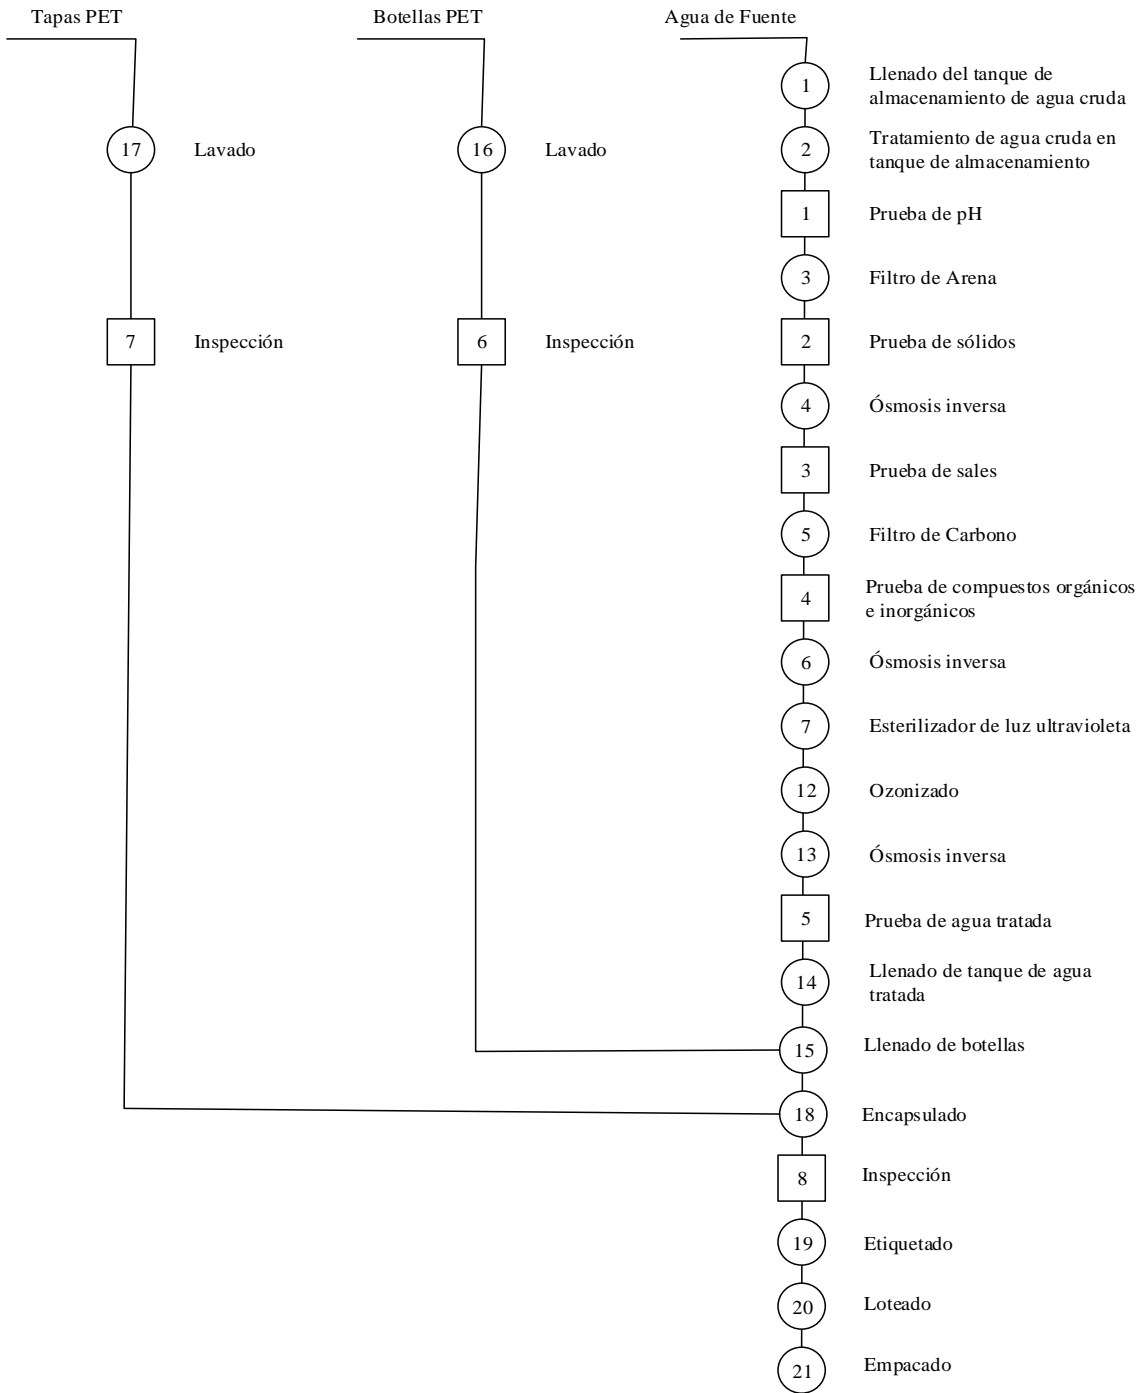 Tapas PET
Botellas PET
Agua de Fuente
1
Llenado del tanque de
almacenamiento de agua cruda
17
Lavado
16
Lavado
2
Tratamiento de agua cruda en
tanque de almacenamiento
1
Prueba de pH
3
Filtro de Arena
7
Inspección
6
Inspección
2
Prueba de sólidos
4
Ósmosis inversa
3
Prueba de sales
5
Filtro de Carbono
4
Prueba de compuestos orgánicos
e inorgánicos
6
Ósmosis inversa
7
Esterilizador de luz ultravioleta
12
Ozonizado
13
Ósmosis inversa
5
Prueba de agua tratada
14
Llenado de tanque de agua
tratada
15
Llenado de botellas
18
Encapsulado
8
Inspección
19
Etiquetado
20
Loteado
21
Empacado